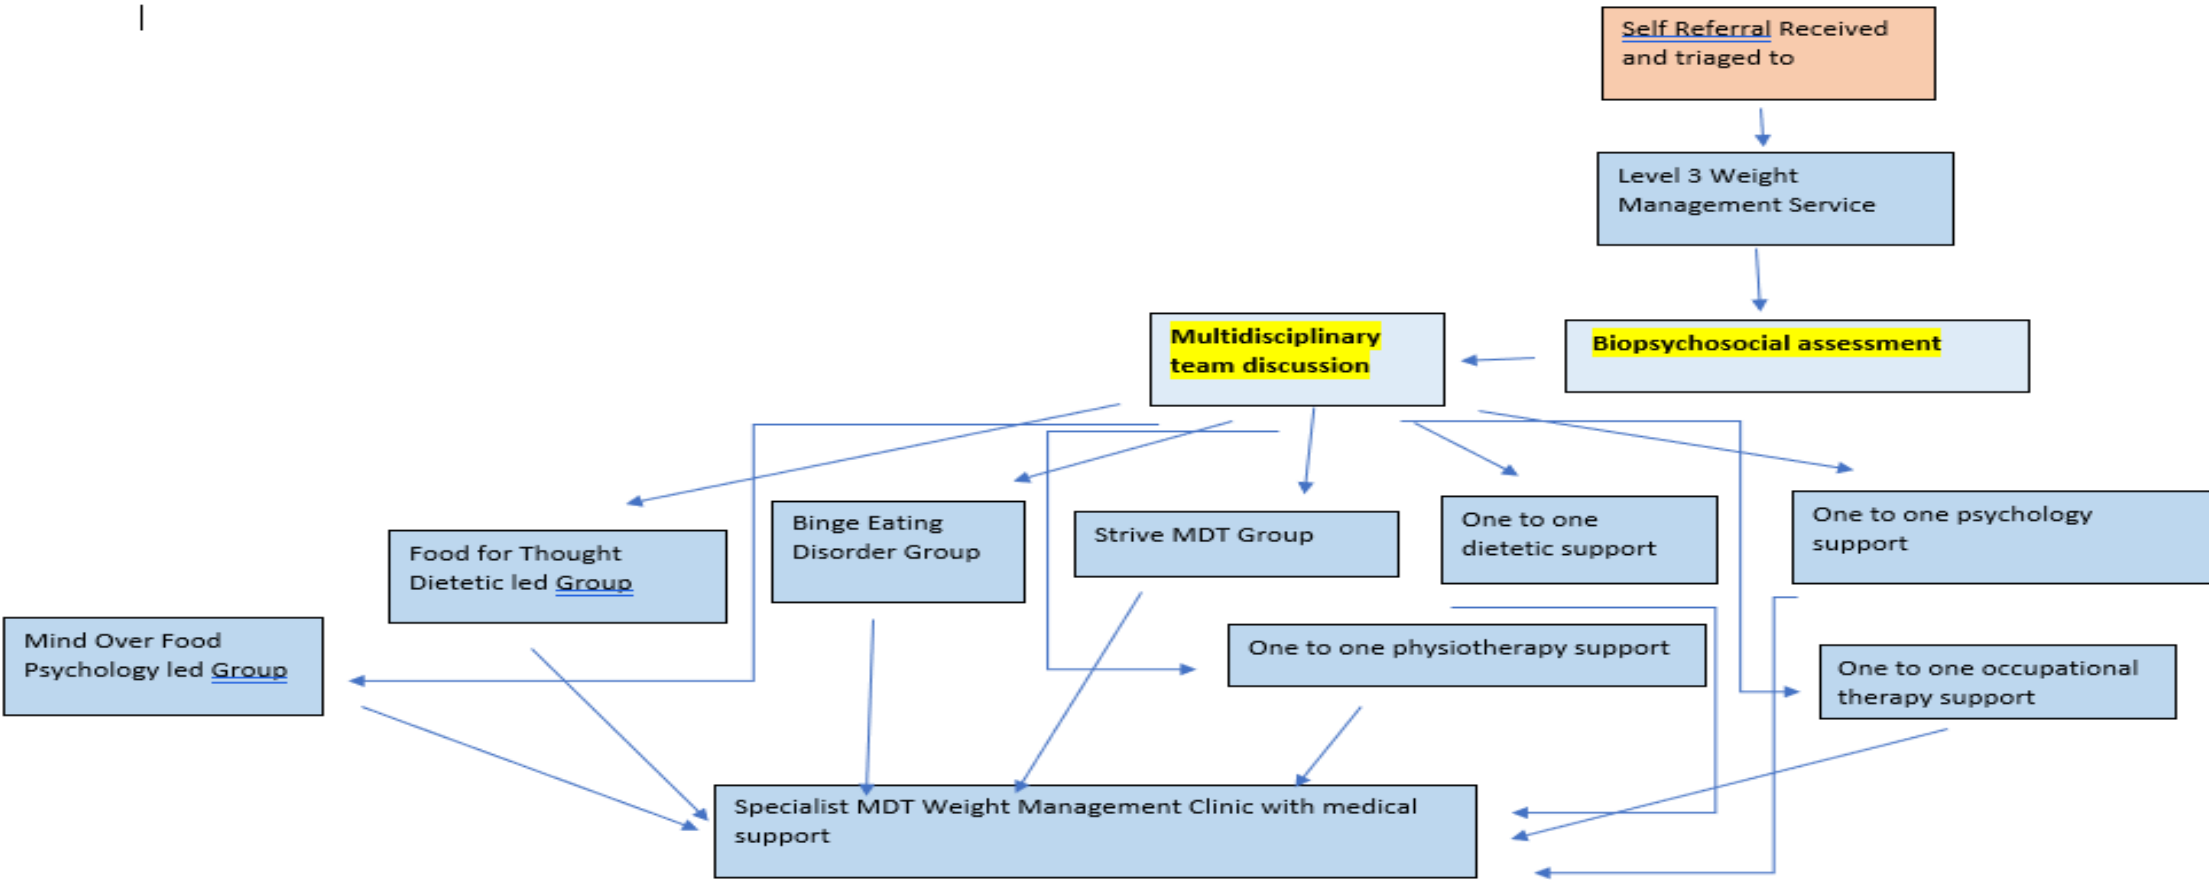 Self Referral Received
and triaged to
Level 3 Weight
Management Service
Biopsychosocial assessment
Multidisciplinary
team discussion
Mind Over Food
Psychology led Group
Food for Thought
Dietetic led Group
Binge Eating
Disorder Group
Strive MDT Group
One to one
dietetic support
One to one psychology
support
One to one physiotherapy support
One to one occupational
therapy support
Specialist MDT Weight Management Clinic with medical
support